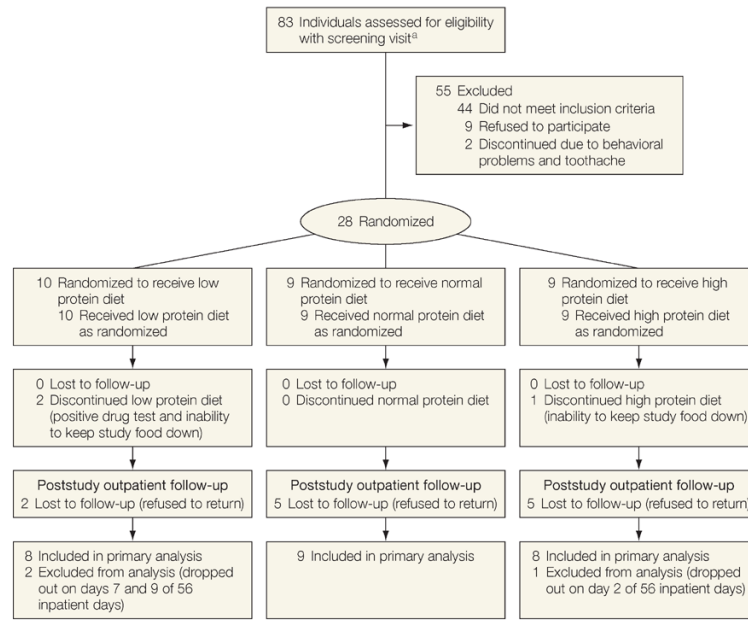 83 Individuals assessed for eligibility
with screening visitᵃ
55 Excluded
44 Did not meet inclusion criteria
9 Refused to participate
2 Discontinued due to behavioral
problems and toothache
28 Randomized
10 Randomized to receive low
protein diet
10 Received low protein diet
as randomized
9 Randomized to receive normal
protein diet
9 Received normal protein diet
as randomized
9 Randomized to receive high
protein diet
9 Received high protein diet
as randomized
0 Lost to follow-up
2 Discontinued low protein diet
(positive drug test and inability
to keep study food down)
0 Lost to follow-up
0 Discontinued normal protein diet
0 Lost to follow-up
1 Discontinued high protein diet
(inability to keep study food down)
Poststudy outpatient follow-up
2 Lost to follow-up (refused to return)
Poststudy outpatient follow-up
5 Lost to follow-up (refused to return)
Poststudy outpatient follow-up
5 Lost to follow-up (refused to return)
8 Included in primary analysis
2 Excluded from analysis (dropped
out on days 7 and 9 of 56
inpatient days)
9 Included in primary analysis
8 Included in primary analysis
1 Excluded from analysis (dropped
out on day 2 of 56 inpatient days)